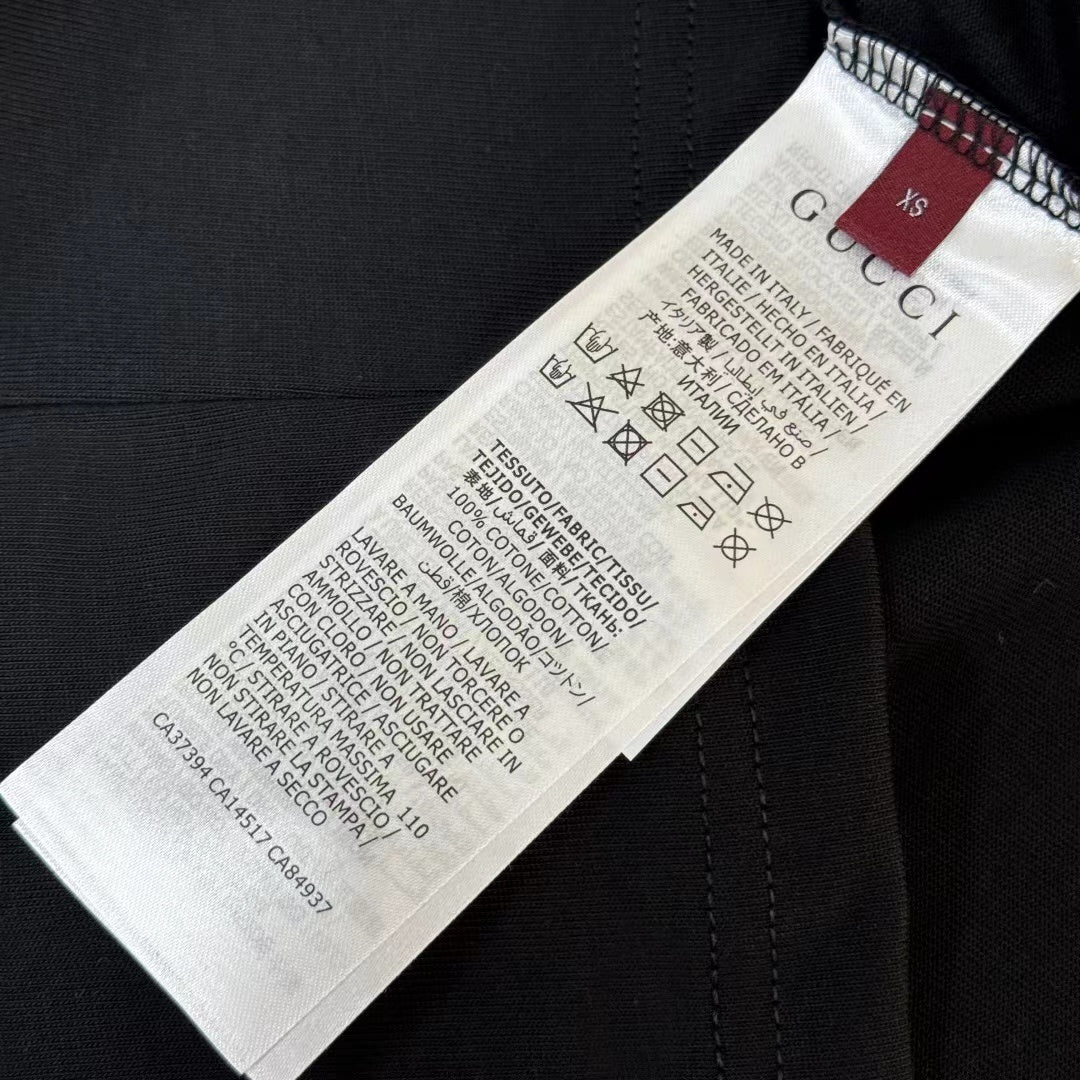 XS
GUCCI
MADE IN ITALY / FABRIQUÉ EN
ITALIE / HECHO EN ITALIA /
HERGESTELLT IN ITALIEN /
FABRICADO EM ITÁLIA /
イタリア製 / صنع في إيطاليا /
产地:意大利 / СДЕЛАНО В
ИТАЛИИ
TESSUTO/FABRIC/TISSU/
TEJIDO/GEWEBE/TECIDO/
表地/قماش/面料/ТКАНЬ:
100% COTONE/COTTON/
COTON/ALGODON/
BAUMWOLLE/ALGODAO/コットン/
قطن/棉/ХЛОПОК
LAVARE A MANO / LAVARE A
ROVESCIO / NON TORCERE O
STRIZZARE / NON LASCIARE IN
AMMOLLO / NON TRATTARE
CON CLORO / NON USARE
ASCIUGATRICE / ASCIUGARE
IN PIANO / STIRARE A
TEMPERATURA MASSIMA 110
°C / STIRARE A ROVESCIO /
NON STIRARE LA STAMPA /
NON LAVARE A SECCO
CA37394 CA14517 CA84937